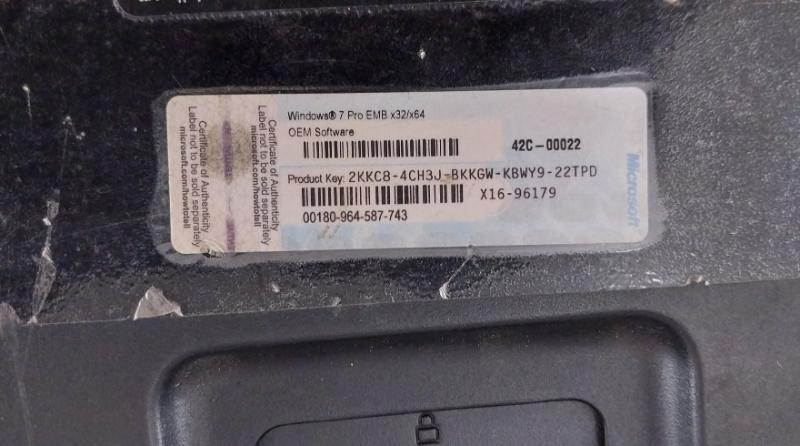 Certificate of Authenticity
Label not to be sold separately
microsoft.com/howtotell
Certificate of Authenticity
Label not to be sold separately
microsoft.com/howtotell
Windows® 7 Pro EMB x32/x64
OEM Software
42C-00022
Product Key: 2KKC8-4CH3J-BKKGW-KBWY9-22TPD
X16-96179
00180-964-587-743
Microsoft